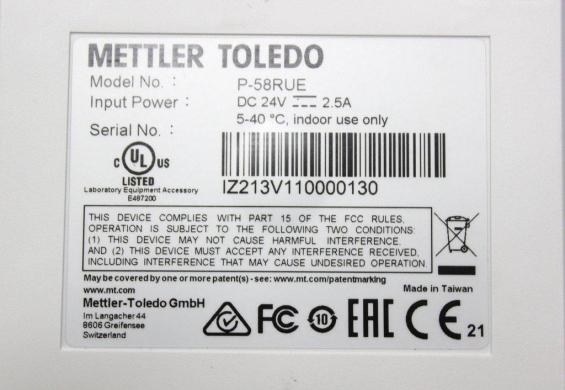 METTLER TOLEDO
Model No. : P-58RUE
Input Power : DC 24V 2.5A
5-40 °C, indoor use only
Serial No. :
C UL US
LISTED
Laboratory Equipment Accessory
E487200
IZ213V110000130
THIS DEVICE COMPLIES WITH PART 15 OF THE FCC RULES.
OPERATION IS SUBJECT TO THE FOLLOWING TWO CONDITIONS:
(1) THIS DEVICE MAY NOT CAUSE HARMFUL INTERFERENCE,
AND (2) THIS DEVICE MUST ACCEPT ANY INTERFERENCE RECEIVED,
INCLUDING INTERFERENCE THAT MAY CAUSE UNDESIRED OPERATION.
May be covered by one or more patent(s) - see: www.mt.com/patentmarking
www.mt.com
Made in Taiwan
Mettler-Toledo GmbH
Im Langacher 44
8606 Greifensee
Switzerland
FC 10 EAC CE 21